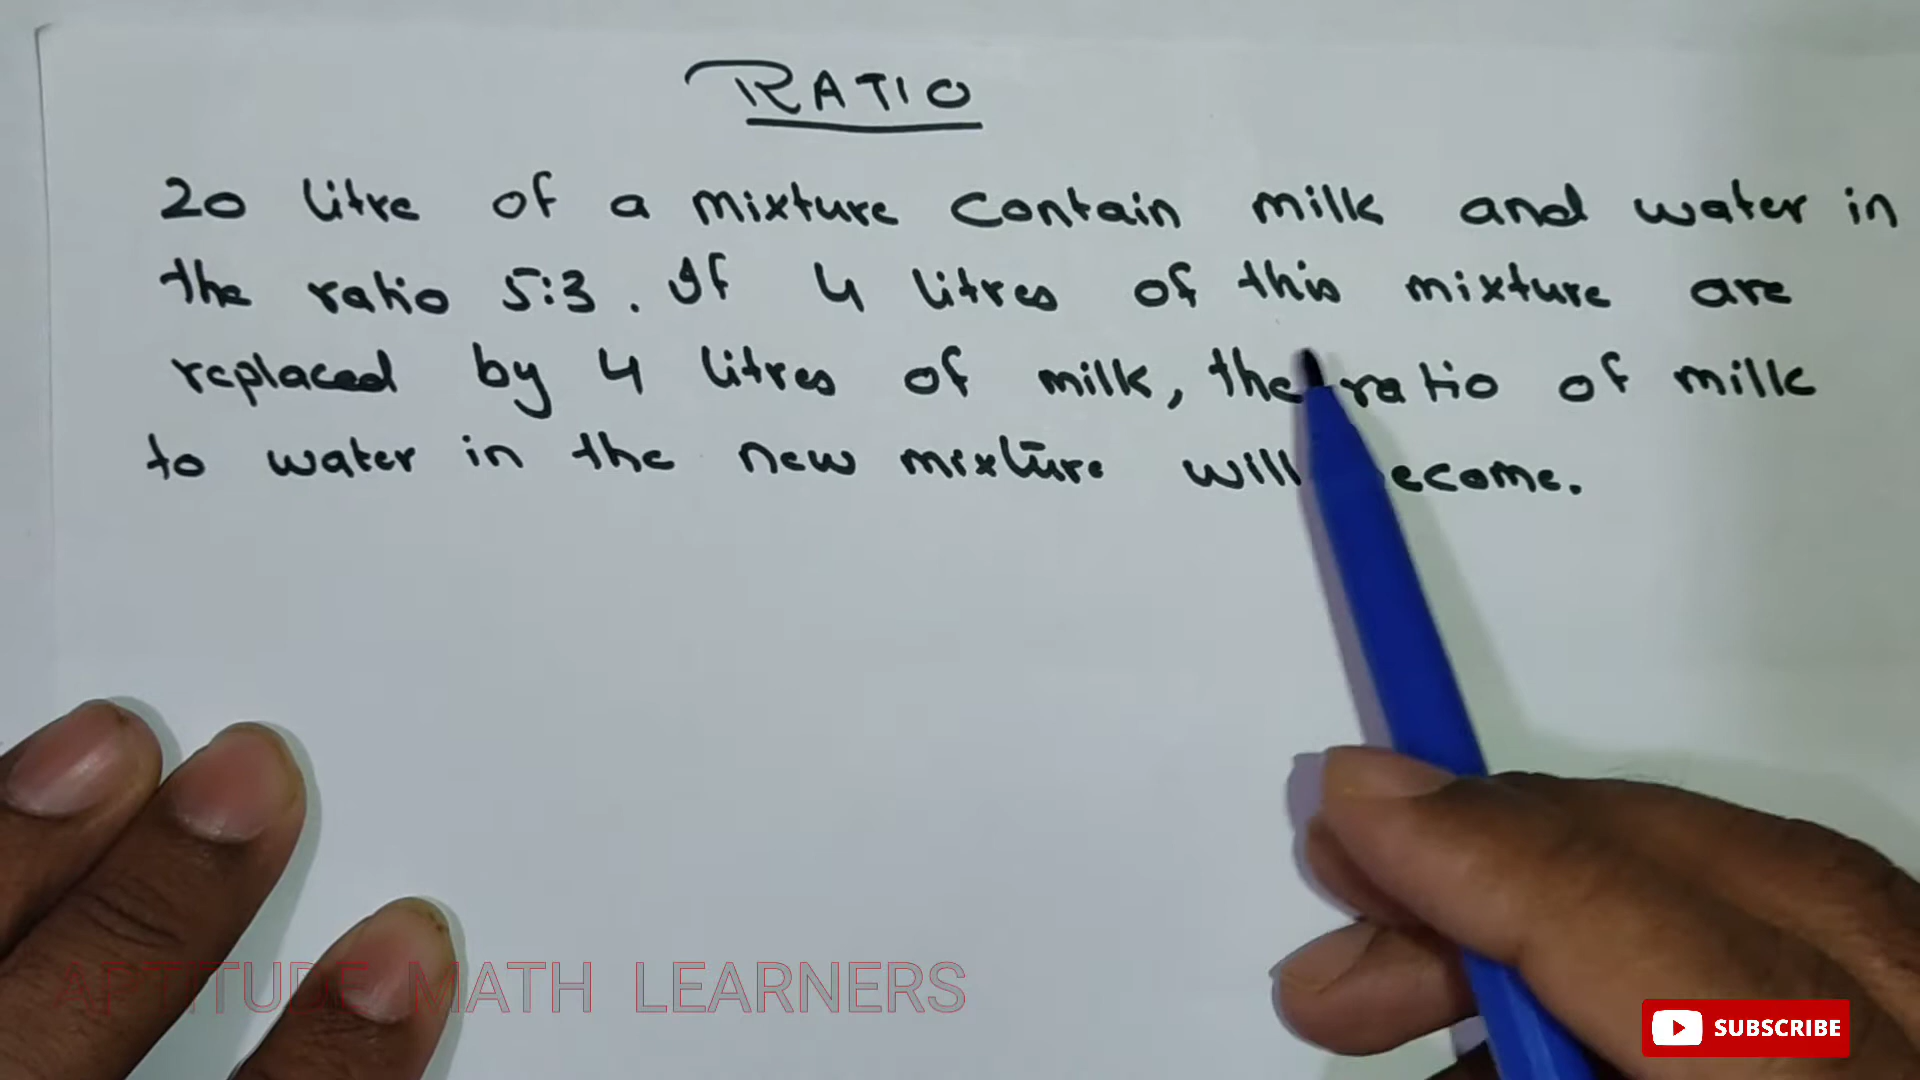 RATIO
20 litre of a mixture contain milk and water in
the ratio 5:3. If 4 litres of this mixture are
replaced by 4 litres of milk, the ratio of milk
to water in the new mixture will ecome.
APTITUDE MATH LEARNERS
SUBSCRIBE